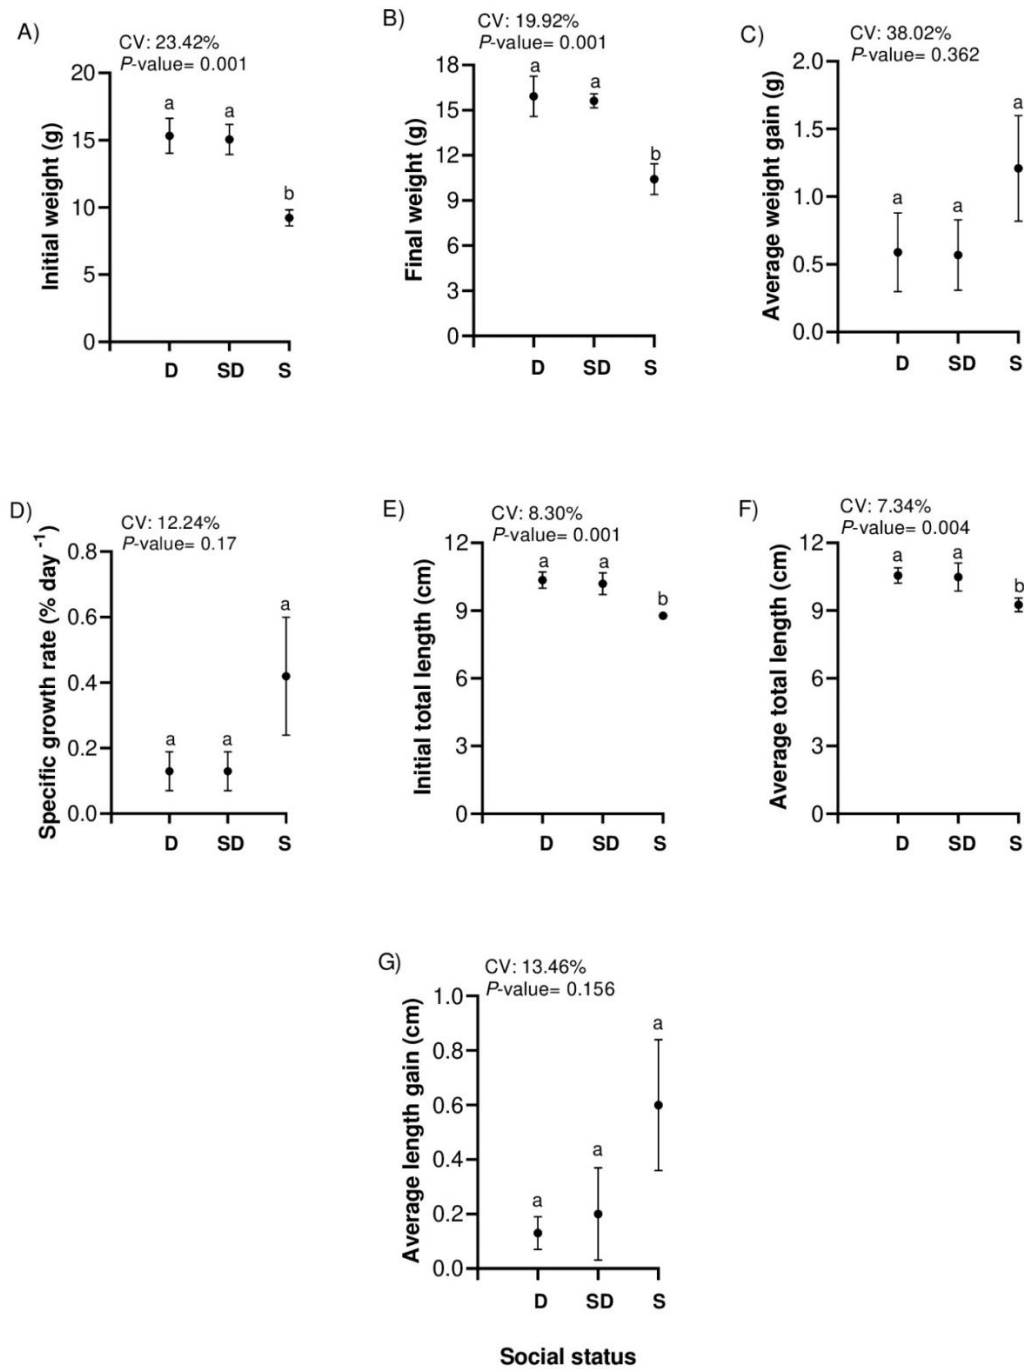 A)
CV: 23.42%
P-value= 0.001
Initial weight (g)
20
15
10
5
0
a
a
b
D SD S
B)
CV: 19.92%
P-value= 0.001
Final weight (g)
18
15
12
9
6
3
0
a
a
b
D SD S
C)
CV: 38.02%
P-value= 0.362
Average weight gain (g)
2.0
1.5
1.0
0.5
0.0
a
a
a
D SD S
D)
CV: 12.24%
P-value= 0.17
Specific growth rate (% day -1)
0.8
0.6
0.4
0.2
0.0
a
a
a
D SD S
E)
CV: 8.30%
P-value= 0.001
Initial total length (cm)
12
9
6
3
0
a
a
b
D SD S
F)
CV: 7.34%
P-value= 0.004
Average total length (cm)
12
9
6
3
0
a
a
b
D SD S
G)
CV: 13.46%
P-value= 0.156
Average length gain (cm)
1.0
0.8
0.6
0.4
0.2
0.0
a
a
a
D SD S
Social status